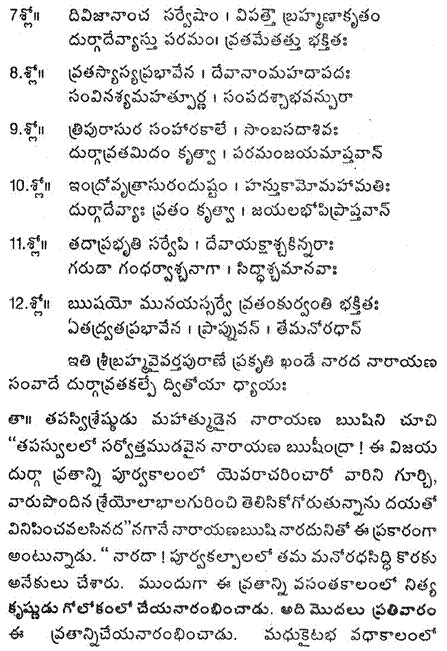 7శ్లో॥ దివిజానాంచ సర్వేషాం । విపత్తౌ బ్రహ్మణాకృతం
దుర్గాదేవ్యాస్తు పరమం। వ్రతమేతత్తు భక్తితః
8.శ్లో॥ వ్రతస్యాస్యప్రభావేన । దేవానాంమహదాపదః
సంవినశ్యమహత్పూర్ణ । సంపదశ్చాభవన్పురా
9.శ్లో॥ త్రిపురాసుర సంహారకాలే । సాంబసదాశివః
దుర్గావ్రతమిదం కృత్వా । పరమంజయమాప్తవాన్
10.శ్లో॥ ఇంద్రోవృత్రాసురందుష్టం । హన్తుకామోమహామతిః
దుర్గాదేవ్యాః వ్రతం కృత్వా । జయలభోపిప్రాప్తవాన్
11.శ్లో॥ తదాప్రభృతి సర్వేపి । దేవాయక్షాశ్చకిన్నరాః
గరుడా గంధర్వాశ్చనాగా । సిద్ధాశ్చమానవాః
12.శ్లో॥ ఋషయో మునయస్సర్వే వ్రతంకుర్వంతి భక్తితః
ఏతద్వ్రతప్రభావేన । ప్రాప్నువన్ । తేమనోరధాన్
ఇతి శ్రీబ్రహ్మవైవర్తపురాణే ప్రకృతి ఖండే నారద నారాయణ
సంవాదే దుర్గావ్రతకల్పే ద్వితోయా ధ్యాయః
తా॥ తపస్విశ్రేష్ఠుడు మహాత్ముడైన నారాయణ ఋషిని చూచి
“తపస్వులలో సర్వోత్తముడవైన నారాయణ ఋషీంద్రా ! ఈ విజయ
దుర్గా వ్రతాన్ని పూర్వకాలంలో యెవరాచరించారో వారిని గూర్చి,
వారుపొందిన శ్రేయోలాభాలగురించి తెలిసికోగోరుతున్నాను దయతో
వినిపించవలసినద”నగానే నారాయణఋషి నారదునితో ఈ ప్రకారంగా
అంటున్నాడు. “ నారదా ! పూర్వకల్పాలలో తమ మనోరధసిద్ధి కొరకు
అనేకులు చేశారు. ముందుగా ఈ వ్రతాన్ని వసంతకాలంలో నిత్య
కృష్ణుడు గోలోకంలో చేయనారంభించాడు. అది మొదలు ప్రతివారం
ఈ వ్రతాన్నిచేయనారంభించాడు. మధుకైటభ వధాకాలంలో